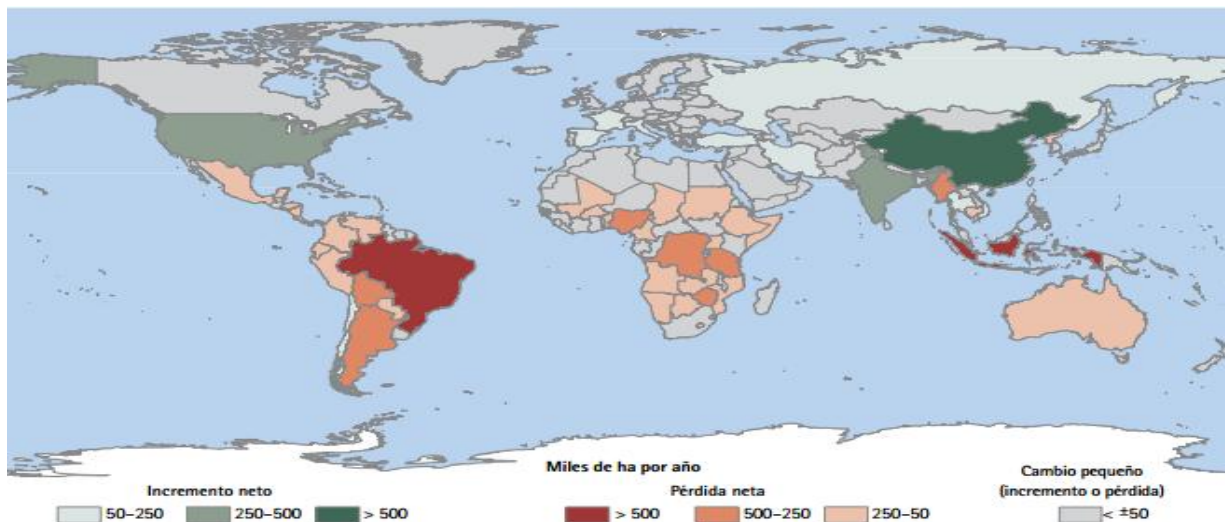 Miles de ha por año
Incremento neto
Pérdida neta
Cambio pequeño
(incremento o pérdida)
50–250
250–500
> 500
> 500
500–250
250–50
< ±50